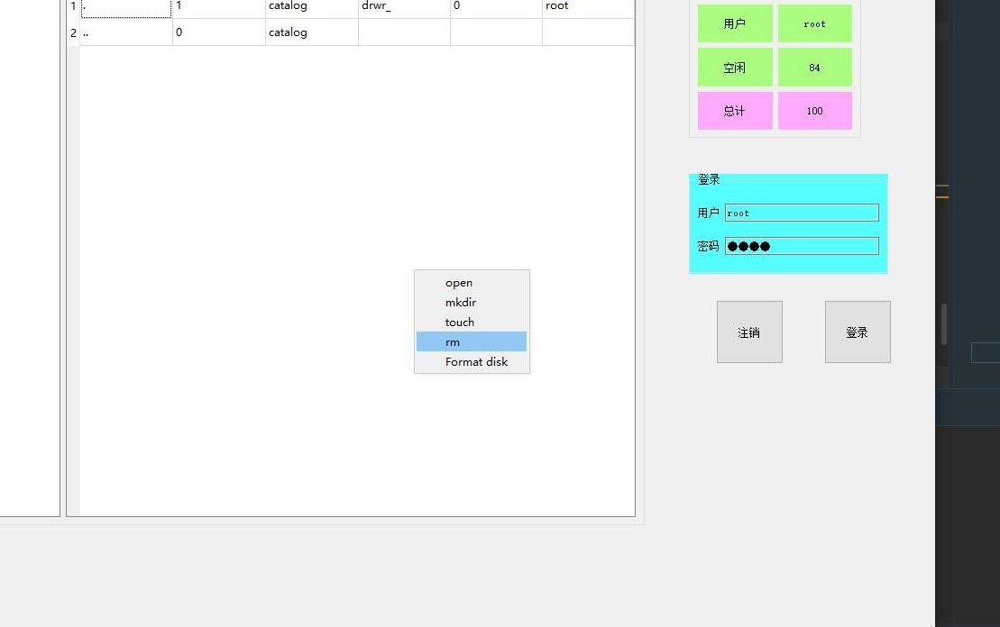 1 . 1 catalog drwr_ 0 root
2 .. 0 catalog
用户 root
空闲 84
总计 100
登录
用户 root
密码 ●●●●
open
mkdir
touch
rm
Format disk
注销 登录